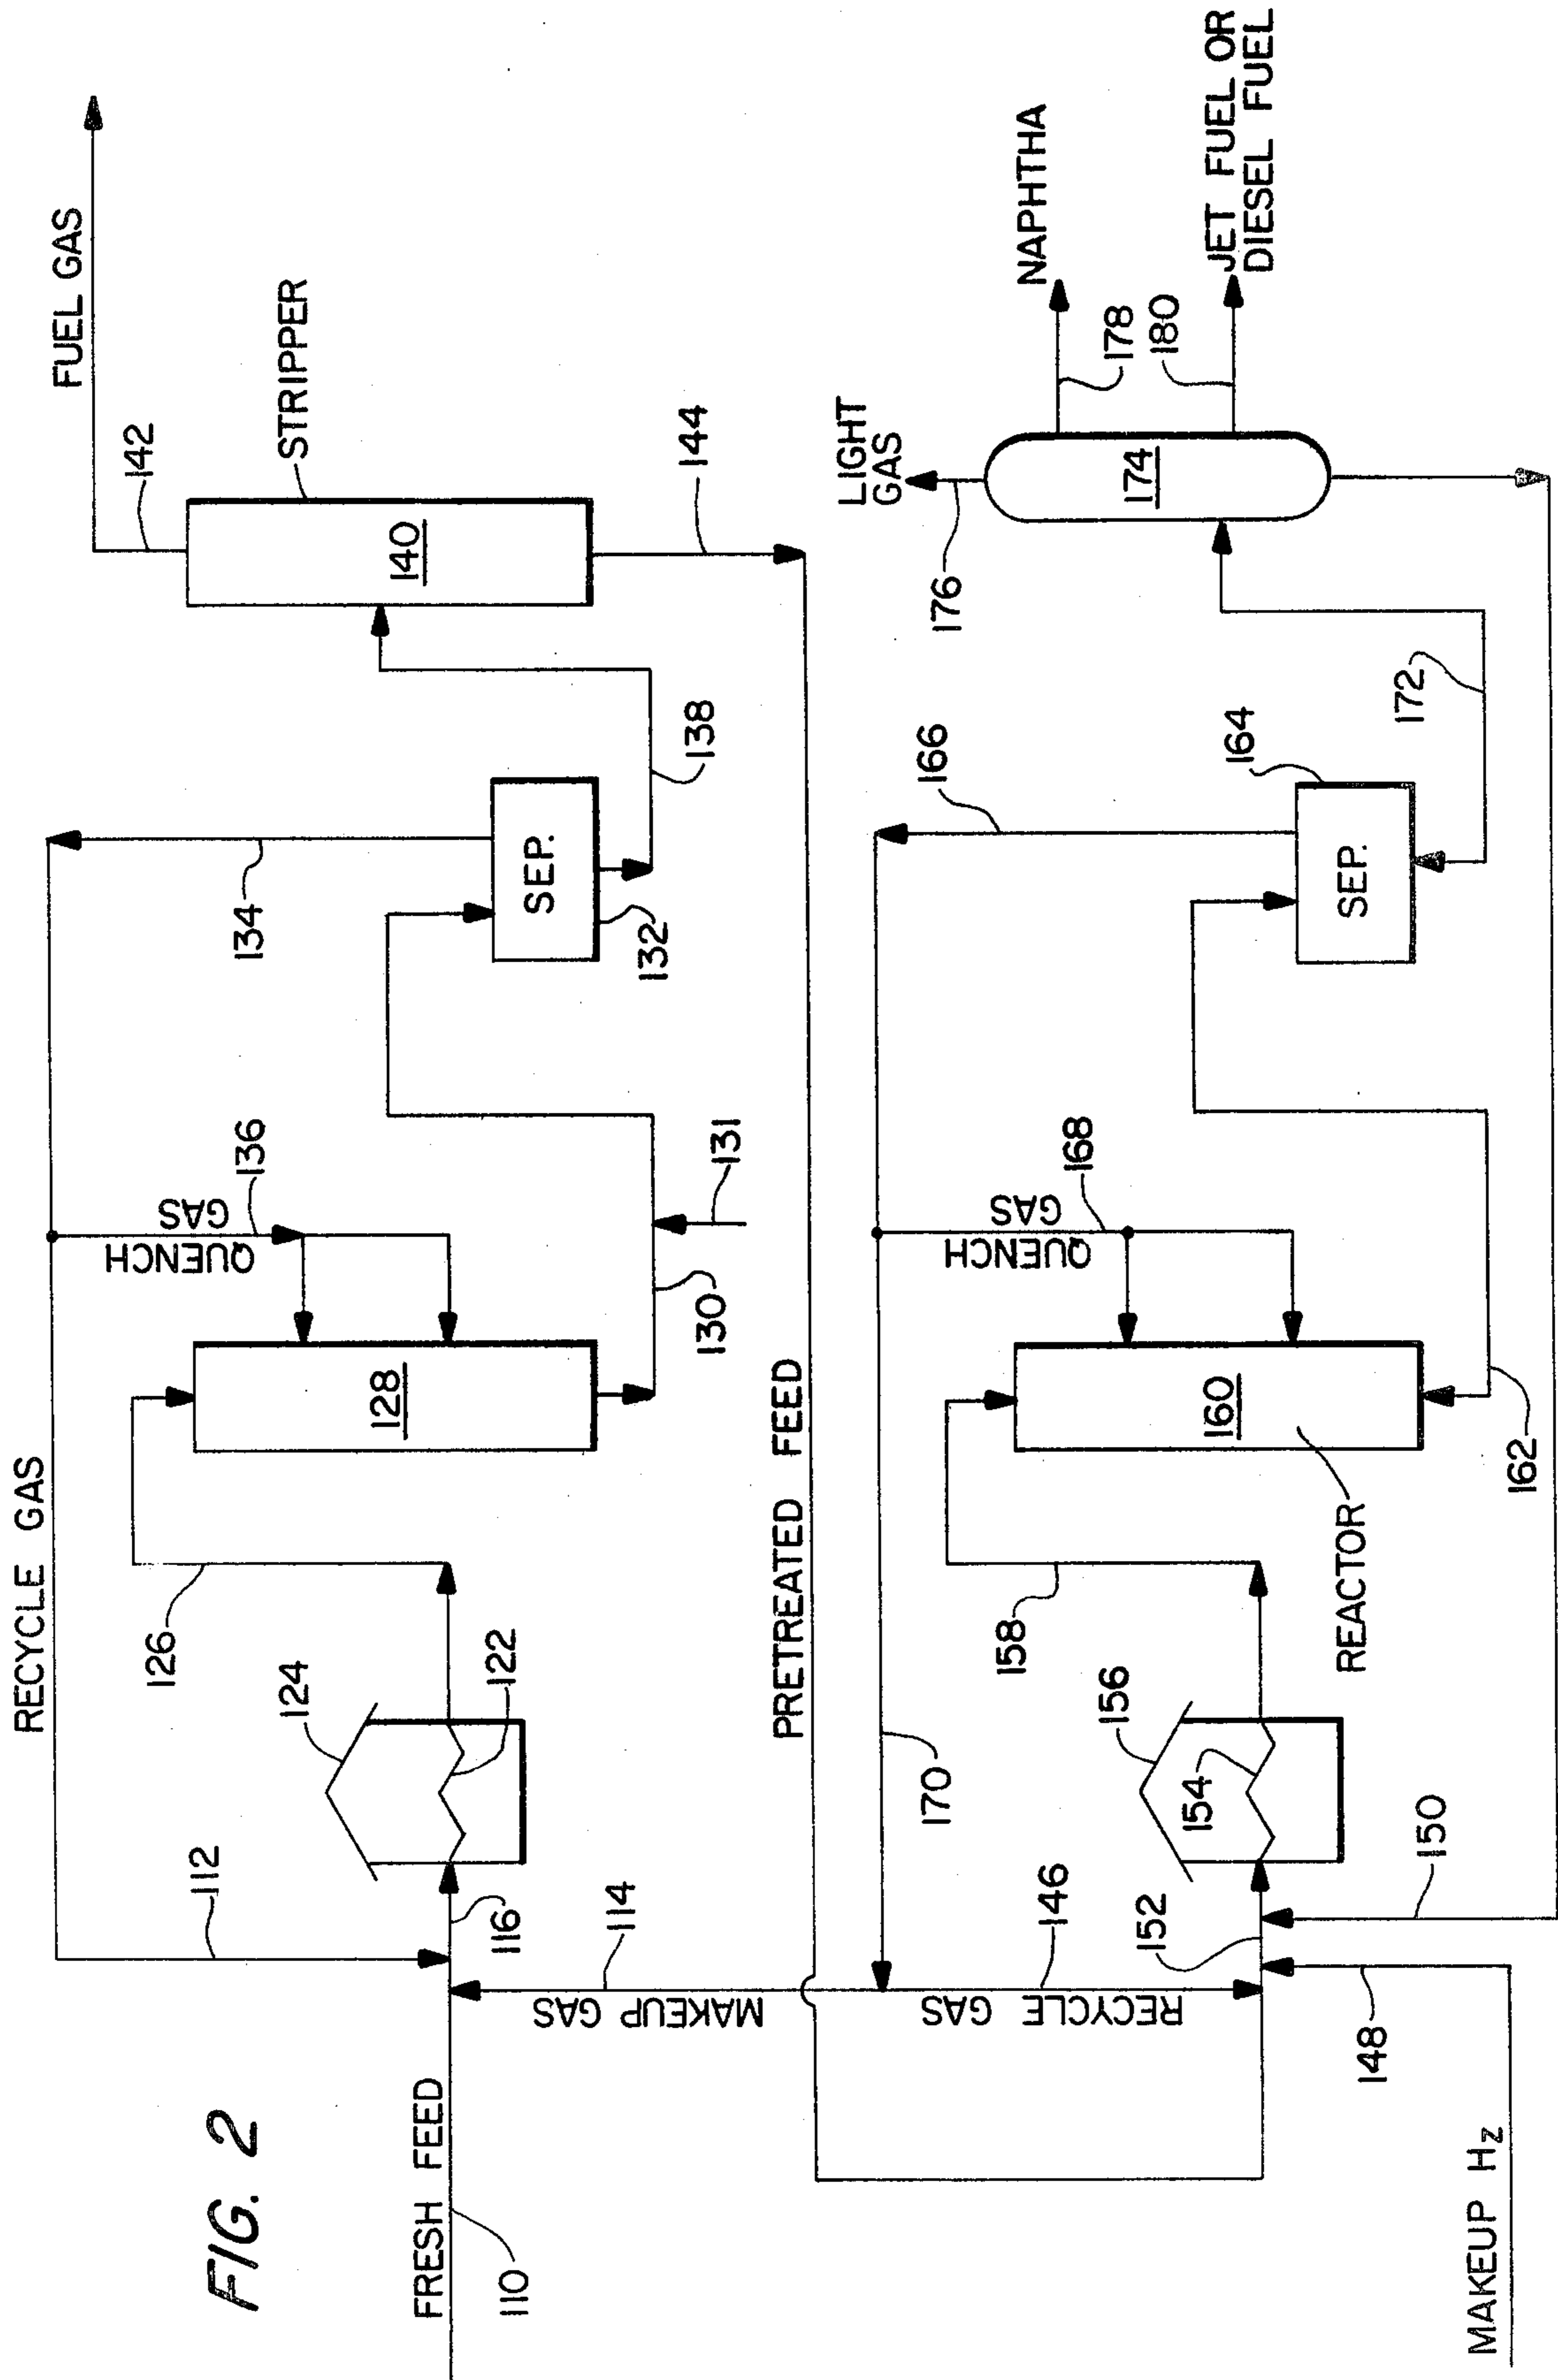 FIG. 2
FUEL GAS
142
STRIPPER
140
144
RECYCLE GAS
134
136
QUENCH
GAS
138
SEP.
132
131
130
128
126
124
122
112
116
FRESH FEED
110
114
MAKEUP GAS
PRETREATED FEED
LIGHT
GAS
176
NAPHTHA
178
174
180
JET FUEL OR
DIESEL FUEL
172
166
164
SEP.
168
QUENCH
GAS
160
REACTOR
162
158
156
154
170
146
RECYCLE GAS
152
150
148
MAKEUP Hz